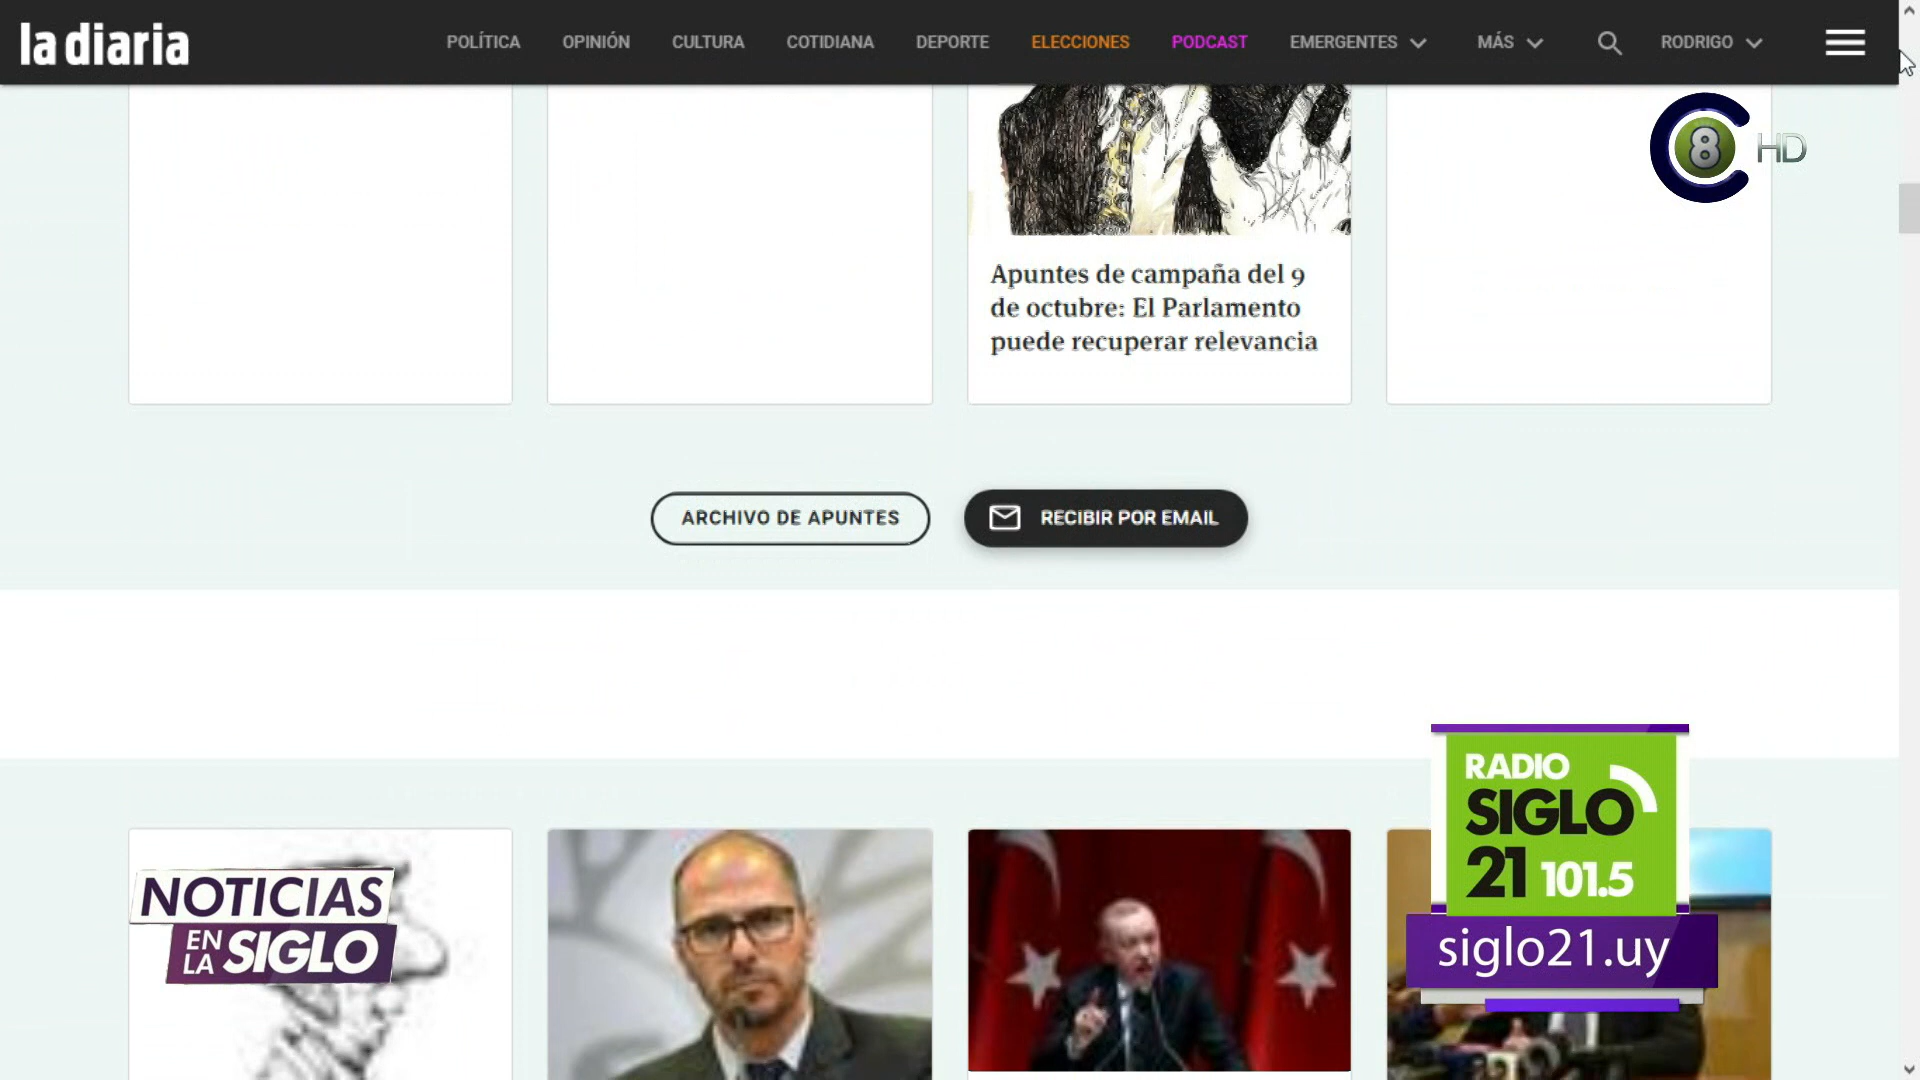 la diaria
POLÍTICA OPINIÓN CULTURA COTIDIANA DEPORTE ELECCIONES PODCAST EMERGENTES MÁS RODRIGO
8 HD
Apuntes de campaña del 9
de octubre: El Parlamento
puede recuperar relevancia
ARCHIVO DE APUNTES
RECIBIR POR EMAIL
RADIO
SIGLO
21 101.5
siglo21.uy
NOTICIAS
EN LA SIGLO